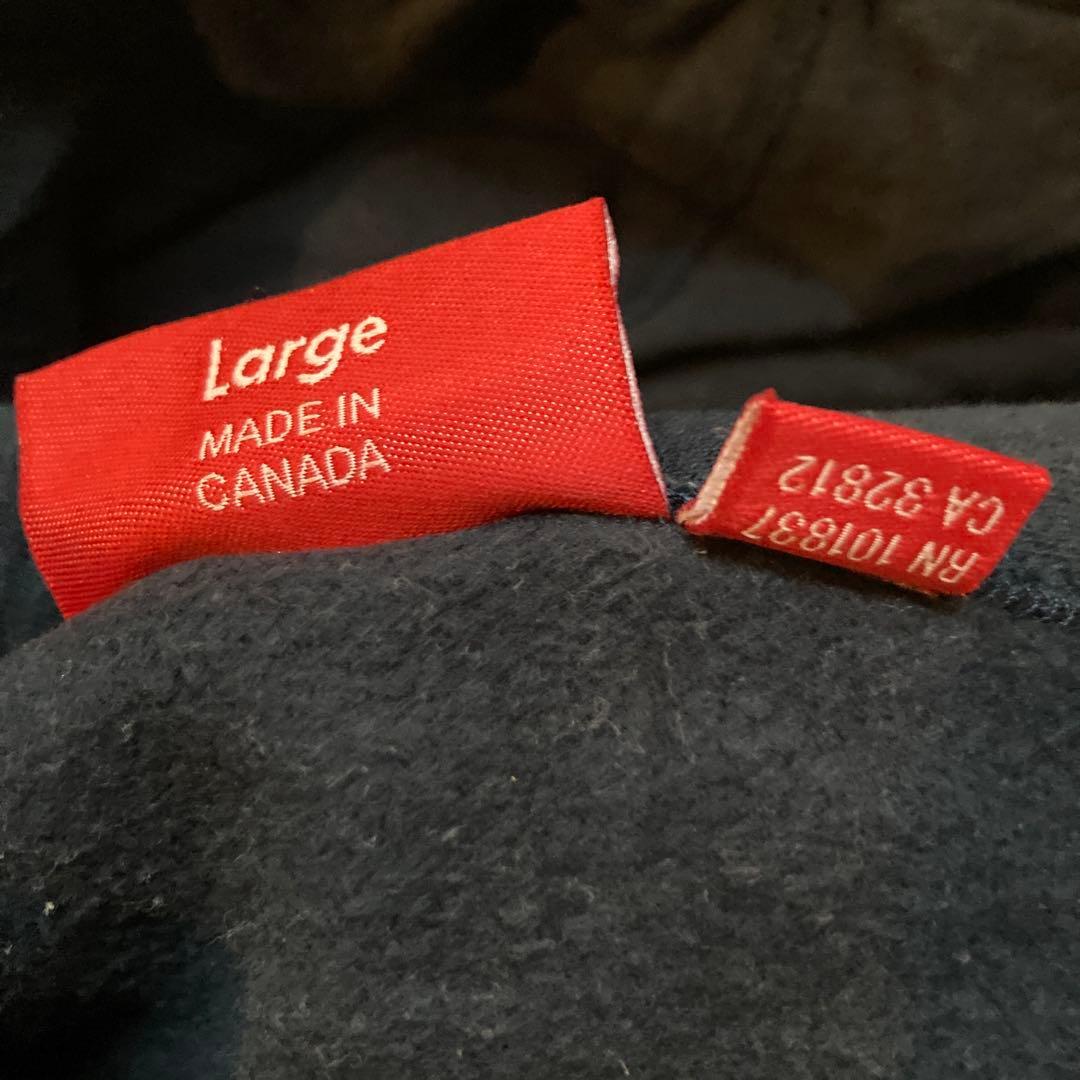 Large
MADE IN
CANADA
RN 101837
CA 32812